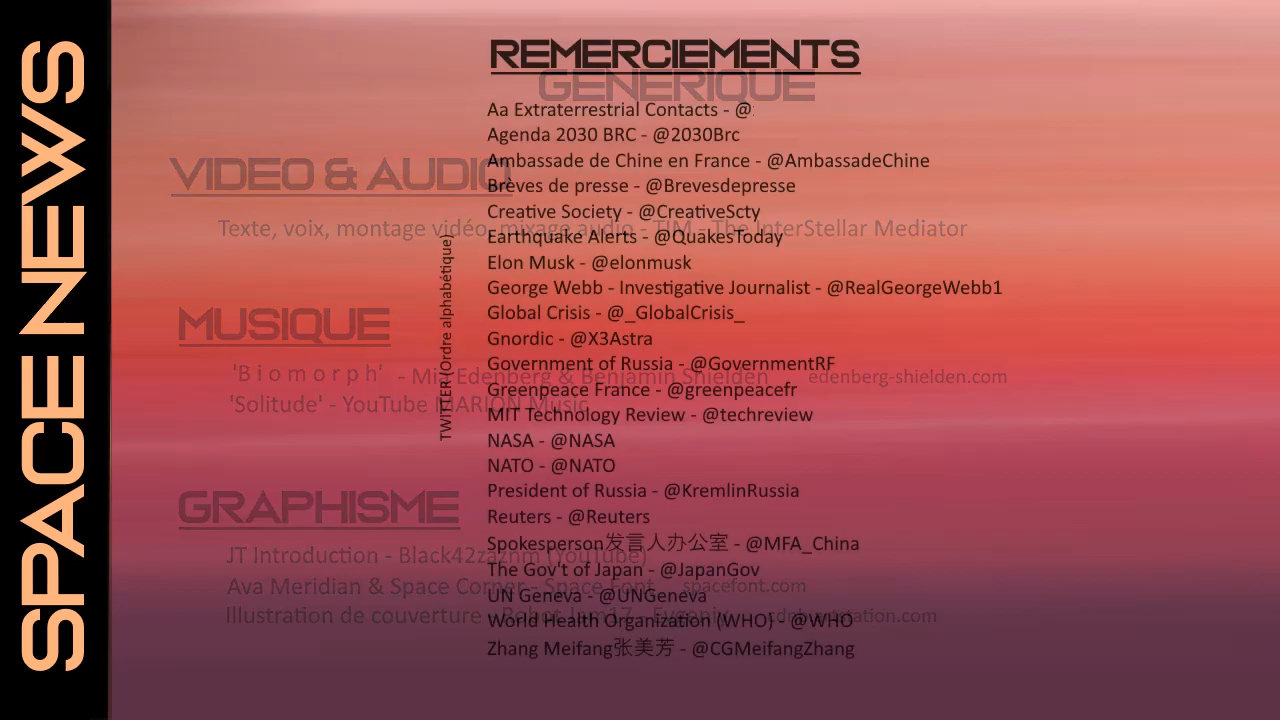 SPACE NEWS
REMERCIEMENTS
GENERIQUE
TWITTER (Ordre alphabétique)
Aa Extraterrestrial Contacts - @
Agenda 2030 BRC - @2030Brc
Ambassade de Chine en France - @AmbassadeChine
Brèves de presse - @Brevesdepresse
Creative Society - @CreativeScty
Earthquake Alerts - @QuakesToday
Elon Musk - @elonmusk
George Webb - Investigative Journalist - @RealGeorgeWebb1
Global Crisis - @_GlobalCrisis_
Gnordic - @X3Astra
Government of Russia - @GovernmentRF
Greenpeace France - @greenpeacefr
MIT Technology Review - @techreview
NASA - @NASA
NATO - @NATO
President of Russia - @KremlinRussia
Reuters - @Reuters
Spokesperson发言人办公室 - @MFA_China
The Gov't of Japan - @JapanGov
UN Geneva - @UNGeneva
World Health Organization (WHO) - @WHO
Zhang Meifang张美芳 - @CGMeifangZhang
VIDEO & AUDIO
Texte, voix, montage vidéo, mixage audio - TIM - The InterStellar Mediator
MUSIQUE
'B i o m o r p h' - Mia Edenberg & Benjamin Shielden edenberg-shielden.com
'Solitude' - YouTube MARION Music
GRAPHISME
JT Introduction - Black42zaznm (YouTube)
Ava Meridian & Space Corner - Space Font spacefont.com
Illustration de couverture -